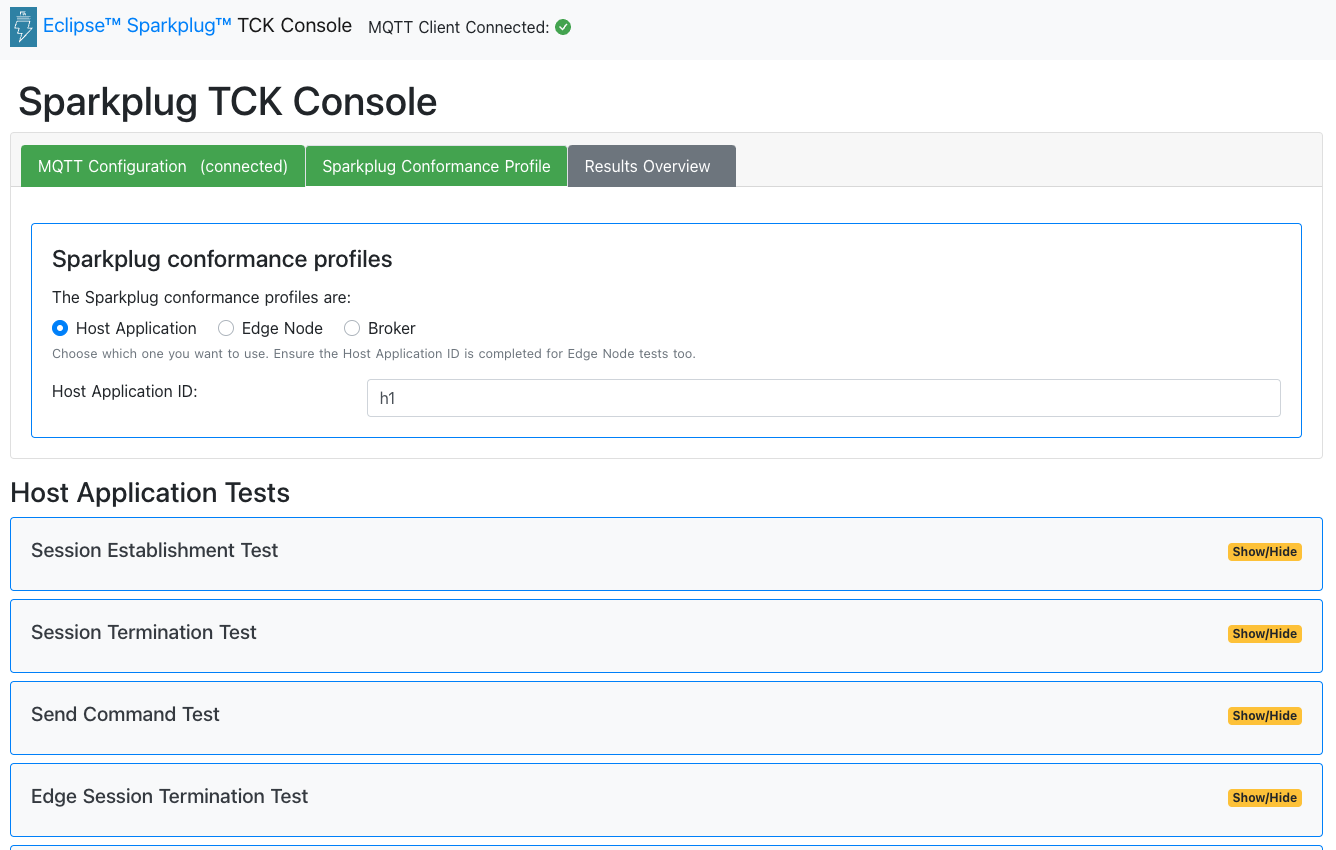 Eclipse™ Sparkplug™ TCK Console MQTT Client Connected:
Sparkplug TCK Console
MQTT Configuration (connected) Sparkplug Conformance Profile Results Overview
Sparkplug conformance profiles
The Sparkplug conformance profiles are:
Host Application Edge Node Broker
Choose which one you want to use. Ensure the Host Application ID is completed for Edge Node tests too.
Host Application ID: h1
Host Application Tests
Session Establishment Test Show/Hide
Session Termination Test Show/Hide
Send Command Test Show/Hide
Edge Session Termination Test Show/Hide